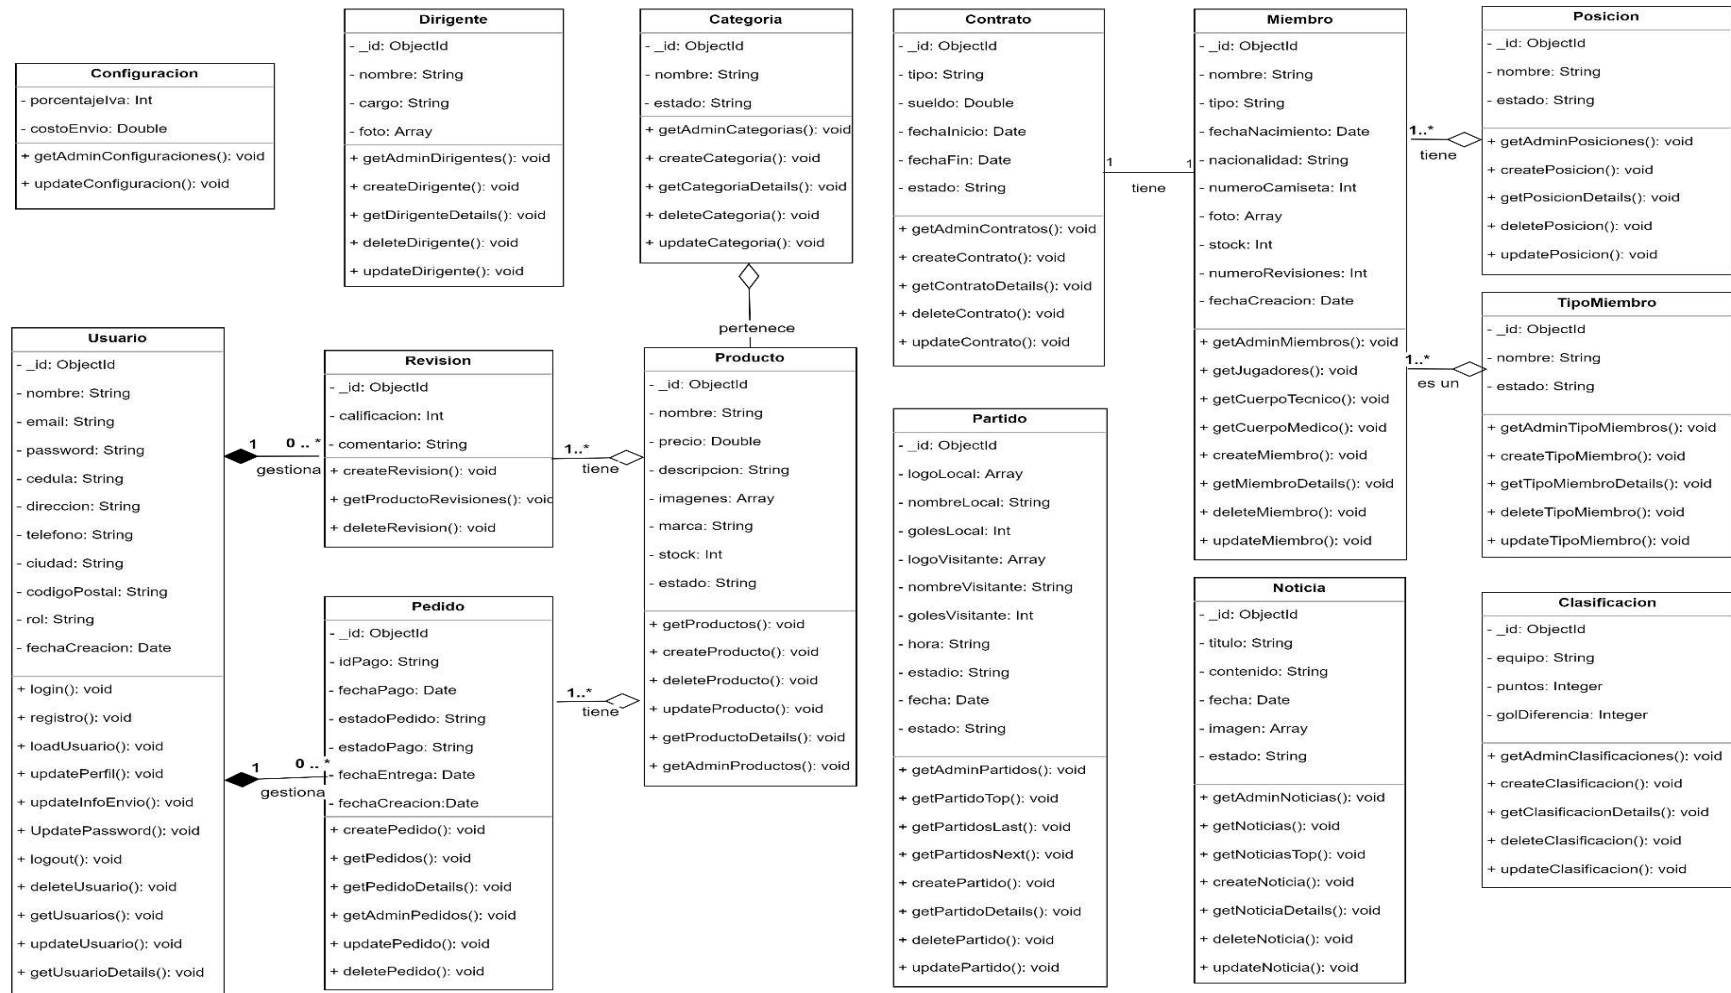 Configuracion
- porcentajeIva: Int
- costoEnvio: Double
+ getAdminConfiguraciones(): void
+ updateConfiguracion(): void
Dirigente
- _id: ObjectId
- nombre: String
- cargo: String
- foto: Array
+ getAdminDirigentes(): void
+ createDirigente(): void
+ getDirigenteDetails(): void
+ deleteDirigente(): void
+ updateDirigente(): void
Categoria
- _id: ObjectId
- nombre: String
- estado: String
+ getAdminCategorias(): void
+ createCategoria(): void
+ getCategoriaDetails(): void
+ deleteCategoria(): void
+ updateCategoria(): void
pertenece
Contrato
- _id: ObjectId
- tipo: String
- sueldo: Double
- fechaInicio: Date
- fechaFin: Date
- estado: String
+ getAdminContratos(): void
+ createContrato(): void
+ getContratoDetails(): void
+ deleteContrato(): void
+ updateContrato(): void
1
1
tiene
Miembro
- _id: ObjectId
- nombre: String
- tipo: String
- fechaNacimiento: Date
- nacionalidad: String
- numeroCamiseta: Int
- foto: Array
- stock: Int
- numeroRevisiones: Int
- fechaCreacion: Date
+ getAdminMiembros(): void
+ getJugadores(): void
+ getCuerpoTecnico(): void
+ getCuerpoMedico(): void
+ createMiembro(): void
+ getMiembroDetails(): void
+ deleteMiembro(): void
+ updateMiembro(): void
1..*
tiene
Posicion
- _id: ObjectId
- nombre: String
- estado: String
+ getAdminPosiciones(): void
+ createPosicion(): void
+ getPosicionDetails(): void
+ deletePosicion(): void
+ updatePosicion(): void
1..*
es un
TipoMiembro
- _id: ObjectId
- nombre: String
- estado: String
+ getAdminTipoMiembros(): void
+ createTipoMiembro(): void
+ getTipoMiembroDetails(): void
+ deleteTipoMiembro(): void
+ updateTipoMiembro(): void
Usuario
- _id: ObjectId
- nombre: String
- email: String
- password: String
- cedula: String
- direccion: String
- telefono: String
- ciudad: String
- codigoPostal: String
- rol: String
- fechaCreacion: Date
+ login(): void
+ registro(): void
+ loadUsuario(): void
+ updatePerfil(): void
+ updateInfoEnvio(): void
+ UpdatePassword(): void
+ logout(): void
+ deleteUsuario(): void
+ getUsuarios(): void
+ updateUsuario(): void
+ getUsuarioDetails(): void
1
0 .. *
gestiona
Revision
- _id: ObjectId
- calificacion: Int
- comentario: String
+ createRevision(): void
+ getProductoRevisiones(): void
+ deleteRevision(): void
1..*
tiene
1
0 .. *
gestiona
Pedido
- _id: ObjectId
- idPago: String
- fechaPago: Date
- estadoPedido: String
- estadoPago: String
- fechaEntrega: Date
- fechaCreacion:Date
+ createPedido(): void
+ getPedidos(): void
+ getPedidoDetails(): void
+ getAdminPedidos(): void
+ updatePedido(): void
+ deletePedido(): void
1..*
tiene
Producto
- _id: ObjectId
- nombre: String
- precio: Double
- descripcion: String
- imagenes: Array
- marca: String
- stock: Int
- estado: String
+ getProductos(): void
+ createProducto(): void
+ deleteProducto(): void
+ updateProducto(): void
+ getProductoDetails(): void
+ getAdminProductos(): void
Partido
- _id: ObjectId
- logoLocal: Array
- nombreLocal: String
- golesLocal: Int
- logoVisitante: Array
- nombreVisitante: String
- golesVisitante: Int
- hora: String
- estadio: String
- fecha: Date
- estado: String
+ getAdminPartidos(): void
+ getPartidoTop(): void
+ getPartidosLast(): void
+ getPartidosNext(): void
+ createPartido(): void
+ getPartidoDetails(): void
+ deletePartido(): void
+ updatePartido(): void
Noticia
- _id: ObjectId
- titulo: String
- contenido: String
- fecha: Date
- imagen: Array
- estado: String
+ getAdminNoticias(): void
+ getNoticias(): void
+ getNoticiasTop(): void
+ createNoticia(): void
+ getNoticiaDetails(): void
+ deleteNoticia(): void
+ updateNoticia(): void
Clasificacion
- _id: ObjectId
- equipo: String
- puntos: Integer
- golDiferencia: Integer
+ getAdminClasificaciones(): void
+ createClasificacion(): void
+ getClasificacionDetails(): void
+ deleteClasificacion(): void
+ updateClasificacion(): void